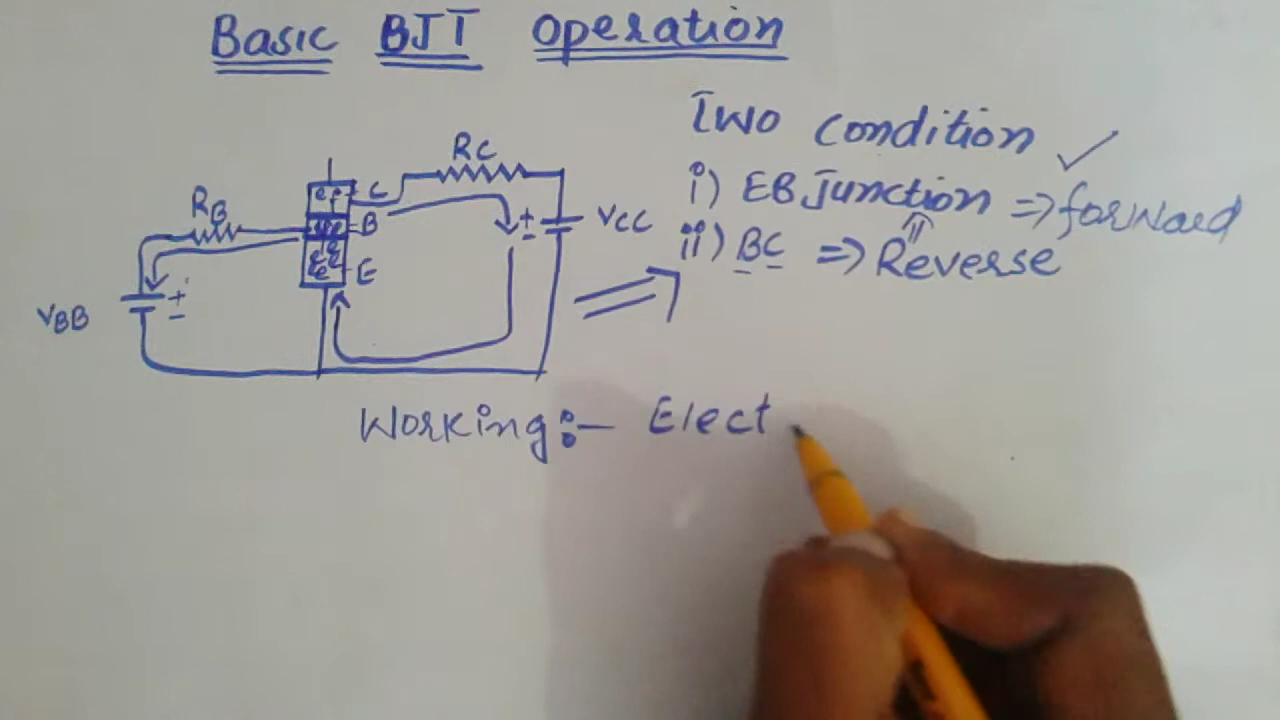 Basic BJT Operation
Two condition ✓
i) EB Junction ⇒ forward
ii) BC ⇒ Reverse
RC
C
RB
B
+
-
VCC
E
VBB
+
-
Working:- Elect